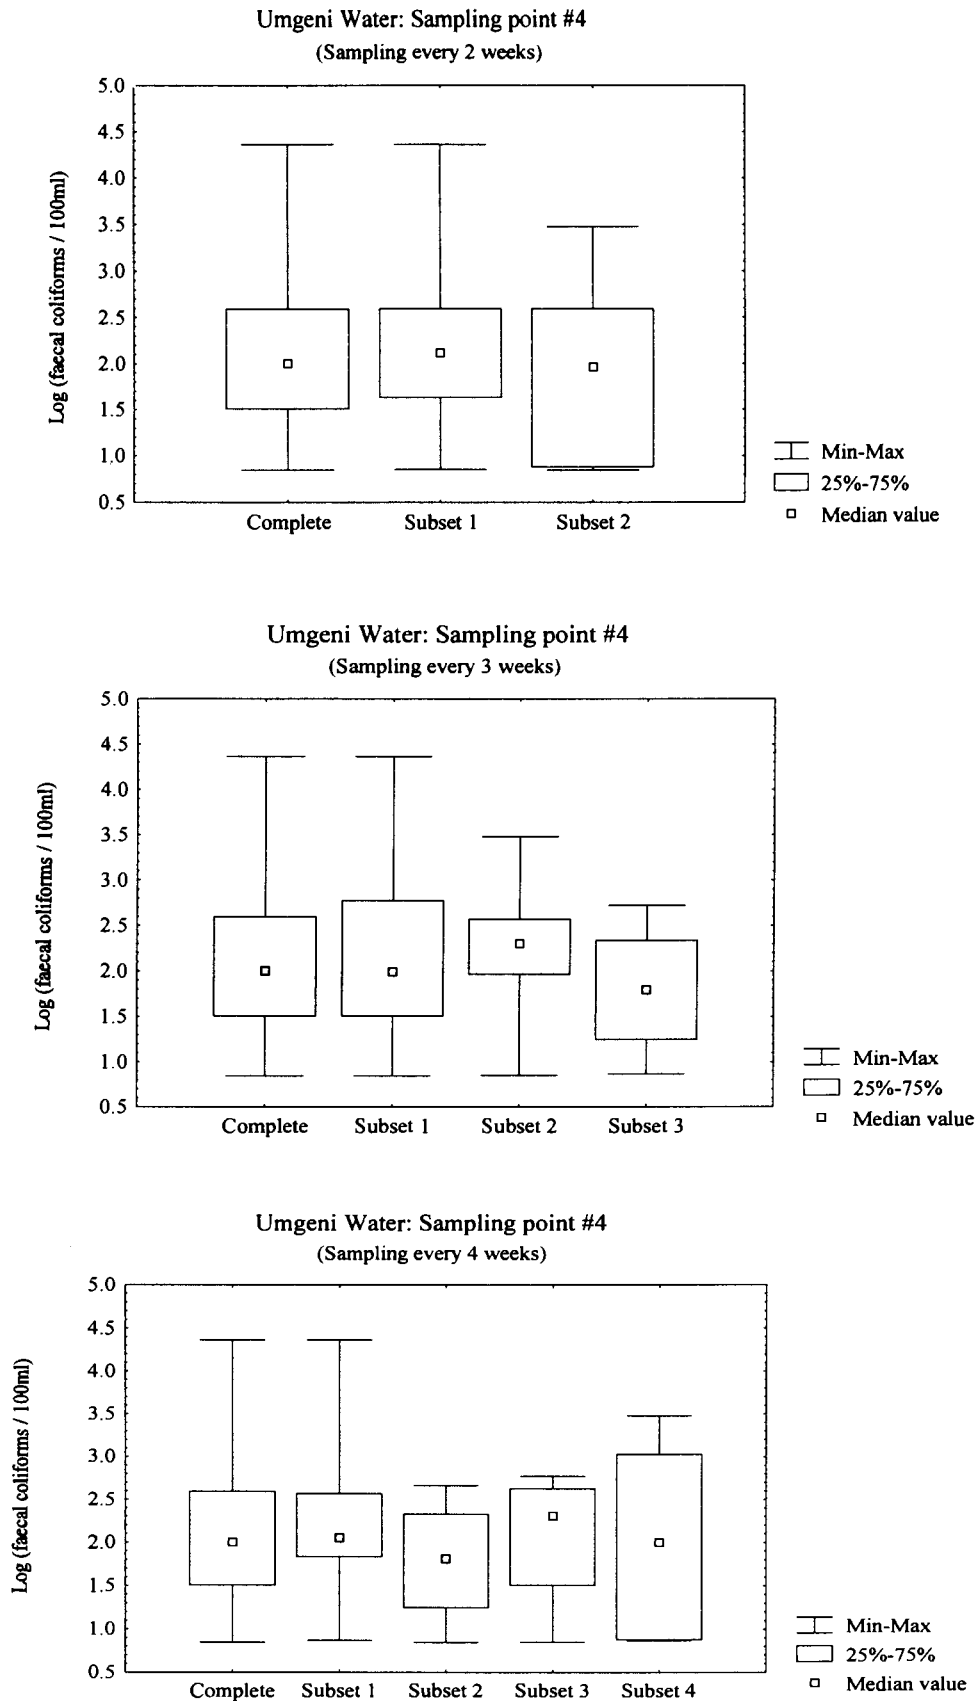 Umgeni Water: Sampling point #4
(Sampling every 2 weeks)
Log (faecal coliforms / 100ml)
5.0
4.5
4.0
3.5
3.0
2.5
2.0
1.5
1.0
0.5
Complete Subset 1 Subset 2
Min-Max
25%-75%
Median value
Umgeni Water: Sampling point #4
(Sampling every 3 weeks)
Log (faecal coliforms / 100ml)
5.0
4.5
4.0
3.5
3.0
2.5
2.0
1.5
1.0
0.5
Complete Subset 1 Subset 2 Subset 3
Min-Max
25%-75%
Median value
Umgeni Water: Sampling point #4
(Sampling every 4 weeks)
Log (faecal coliforms / 100ml)
5.0
4.5
4.0
3.5
3.0
2.5
2.0
1.5
1.0
0.5
Complete Subset 1 Subset 2 Subset 3 Subset 4
Min-Max
25%-75%
Median value